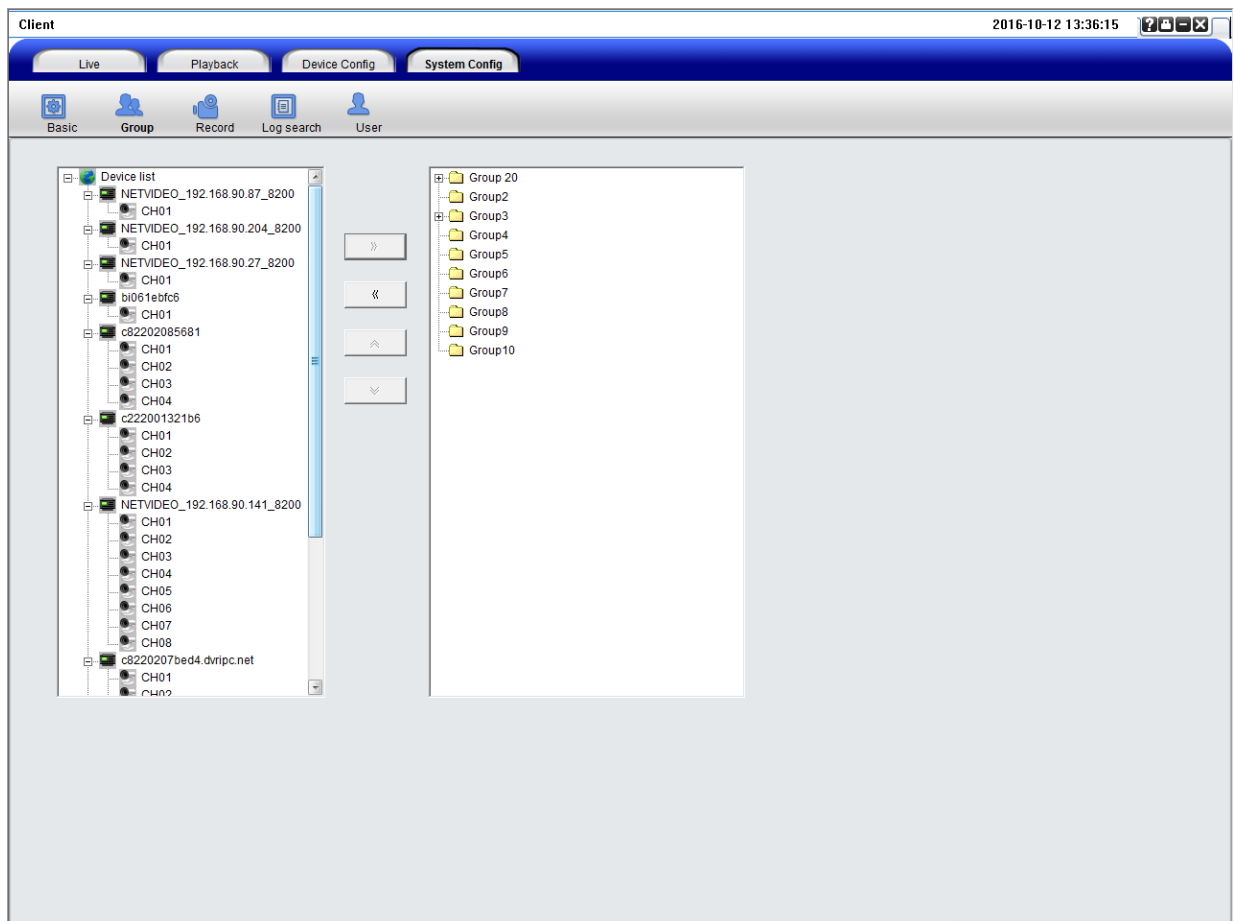 Client 2016-10-12 13:36:15
Live Playback Device Config System Config
Basic Group Record Log search User
Device list
NETVIDEO_192.168.90.87_8200
CH01
NETVIDEO_192.168.90.204_8200
CH01
NETVIDEO_192.168.90.27_8200
CH01
bi061ebfc6
CH01
c82202085681
CH01
CH02
CH03
CH04
c222001321b6
CH01
CH02
CH03
CH04
NETVIDEO_192.168.90.141_8200
CH01
CH02
CH03
CH04
CH05
CH06
CH07
CH08
c8220207bed4.dvripc.net
CH01
CH02
Group 20
Group2
Group3
Group4
Group5
Group6
Group7
Group8
Group9
Group10